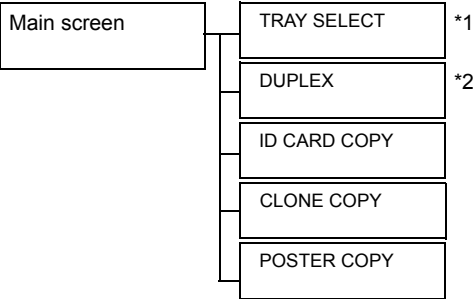 Main screen
TRAY SELECT *1
DUPLEX *2
ID CARD COPY
CLONE COPY
POSTER COPY